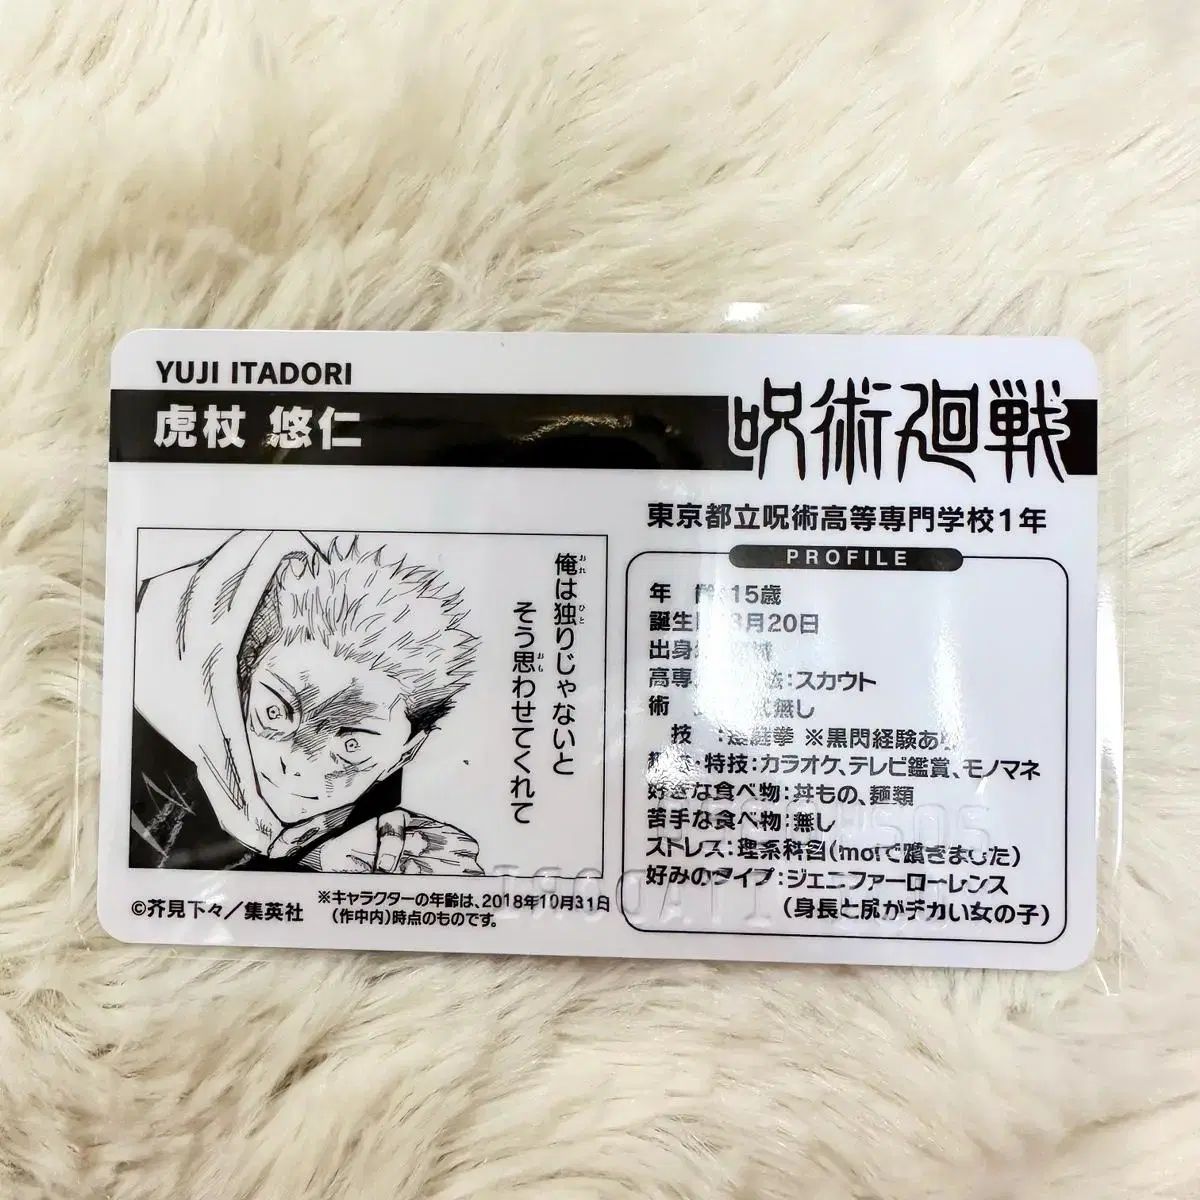 YUJI ITADORI
虎杖 悠仁
呪術廻戦
東京都立呪術高等専門学校1年
PROFILE
俺は独りじゃないと
そう思わせてくれて
年 齢:15歳
誕生日:3月20日
出身
高専 法:スカウト
術 無し
技 :逕庭拳 ※黒閃経験あり
・特技:カラオケ、テレビ鑑賞、モノマネ
好きな食べ物:丼もの、麺類
苦手な食べ物:無し
ストレス:理系科目(molで躓きました)
好みのタイプ:ジェニファーローレンス
(身長と尻がデカい女の子)
※キャラクターの年齢は、2018年10月31日
(作中内)時点のものです。
©芥見下々/集英社